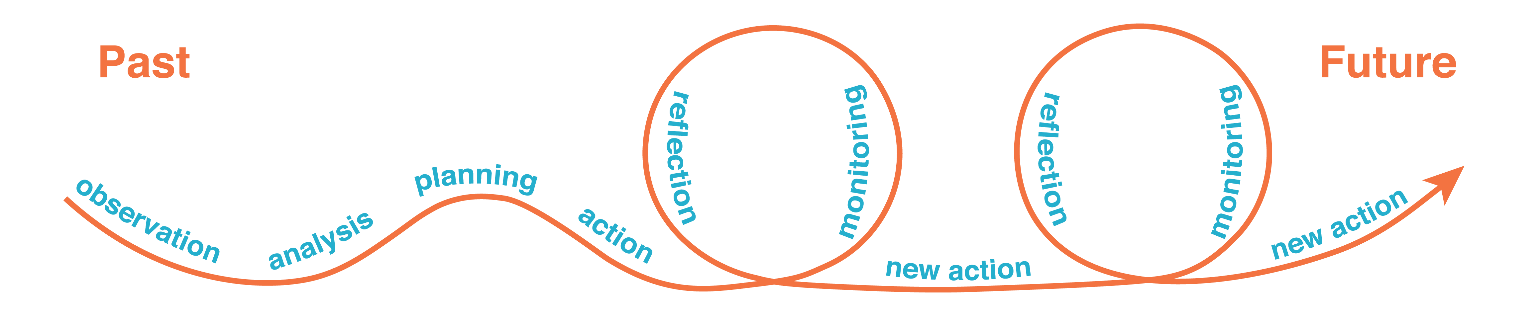 Past
Future
observation
analysis
planning
action
monitoring
reflection
new action
monitoring
reflection
new action